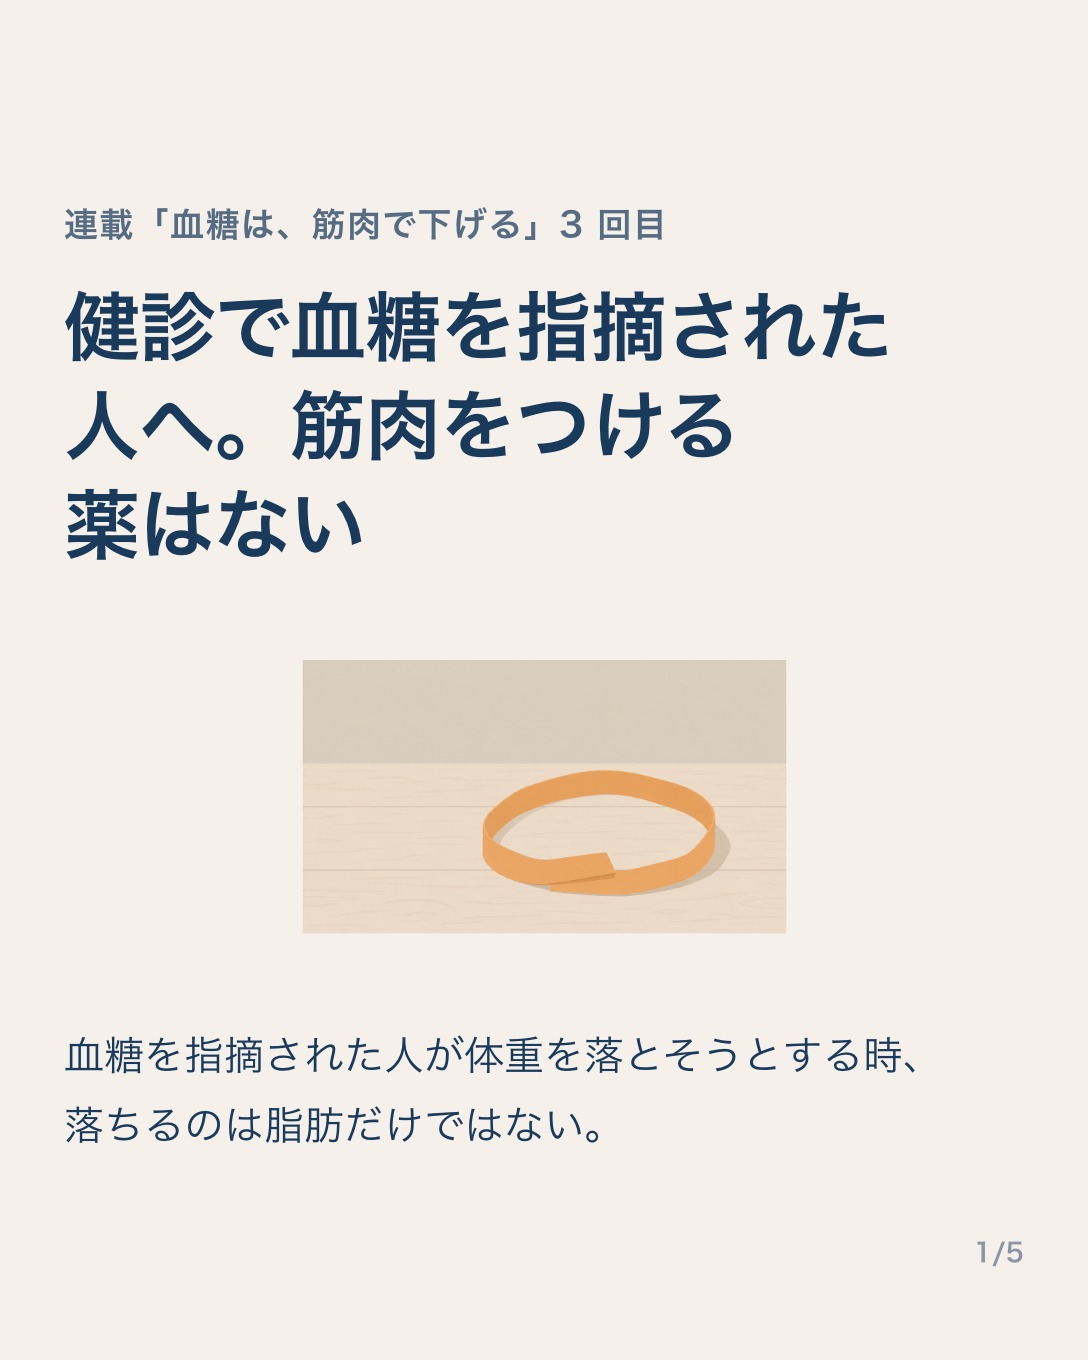 連載「血糖は、筋肉で下げる」3 回目
健診で血糖を指摘された
人へ。筋肉をつける
薬はない
血糖を指摘された人が体重を落とそうとする時、
落ちるのは脂肪だけではない。
1/5